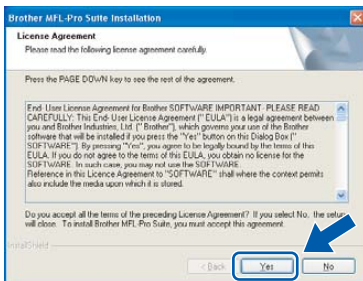 Brother MFL-Pro Suite Installation
License Agreement
Please read the following license agreement carefully.
Press the PAGE DOWN key to see the rest of the agreement.
End- User License Agreement for Brother SOFTWARE IMPORTANT- PLEASE READ
CAREFULLY: This End- User License Agreement (" EULA") is a legal agreement between
you and Brother Industries, Ltd. (" Brother"), which governs your use of the Brother
software that will be installed if you press the "Yes" button on this Dialog Box ("
SOFTWARE"). By pressing "Yes", you agree to be legally bound by the terms of this
EULA. If you do not agree to the terms of this EULA, you obtain no license for the
SOFTWARE. In such case, you may not use the SOFTWARE.
Reference in this Licence Agreement to "SOFTWARE" shall where the context permits
also include the media upon which it is stored.
Do you accept all the terms of the preceding License Agreement? If you select No, the setup
will close. To install Brother MFL-Pro Suite, you must accept this agreement.
InstallShield
< Back
Yes
No